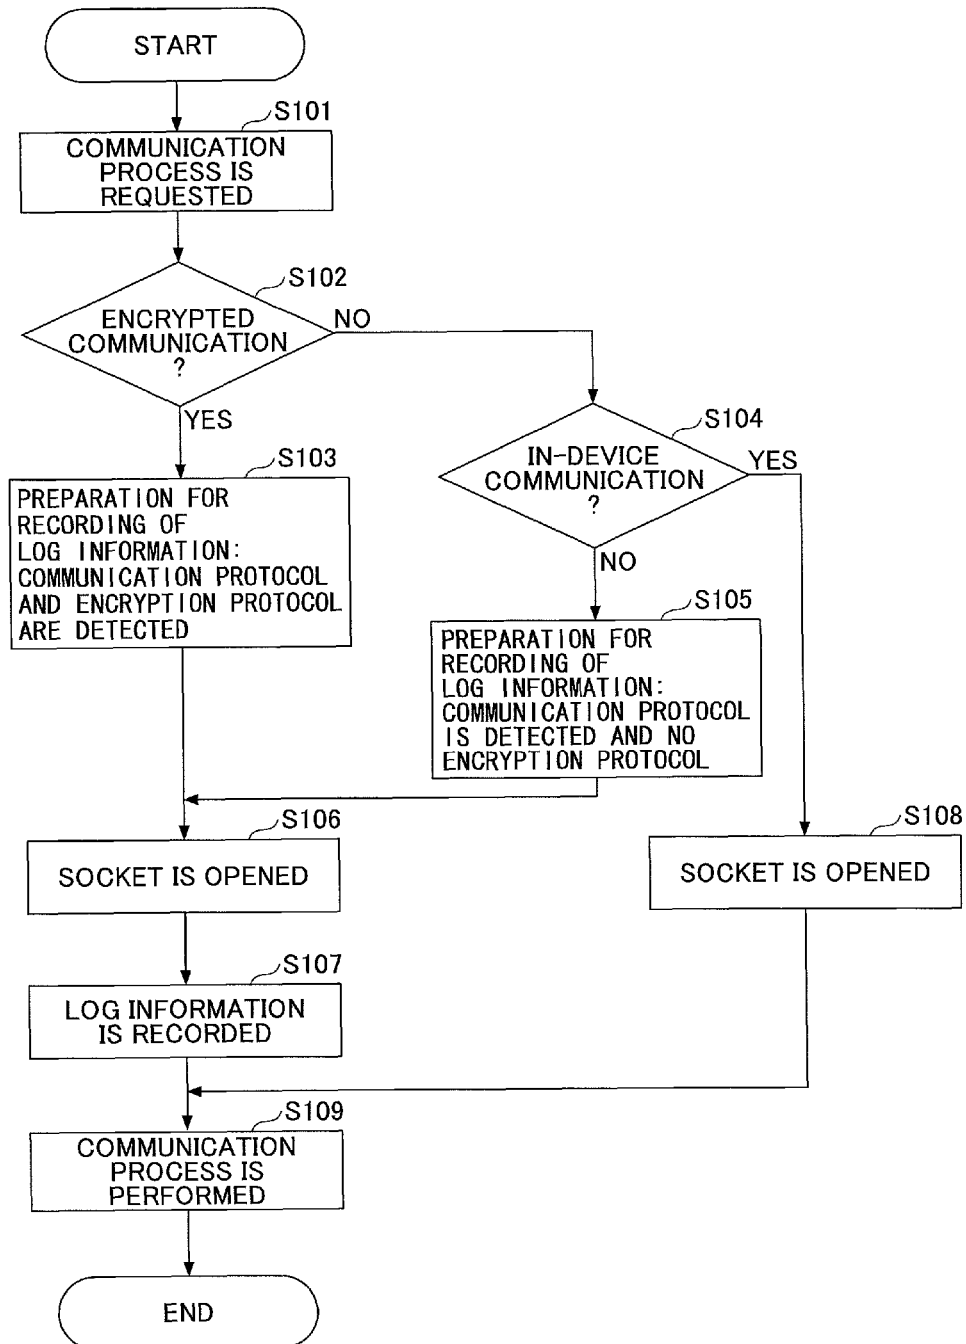 START
S101
COMMUNICATION
PROCESS IS
REQUESTED
S102
ENCRYPTED
COMMUNICATION
?
NO
YES
S103
PREPARATION FOR
RECORDING OF
LOG INFORMATION:
COMMUNICATION PROTOCOL
AND ENCRYPTION PROTOCOL
ARE DETECTED
S104
IN-DEVICE
COMMUNICATION
?
YES
NO
S105
PREPARATION FOR
RECORDING OF
LOG INFORMATION:
COMMUNICATION PROTOCOL
IS DETECTED AND NO
ENCRYPTION PROTOCOL
S106
SOCKET IS OPENED
S108
SOCKET IS OPENED
S107
LOG INFORMATION
IS RECORDED
S109
COMMUNICATION
PROCESS IS
PERFORMED
END